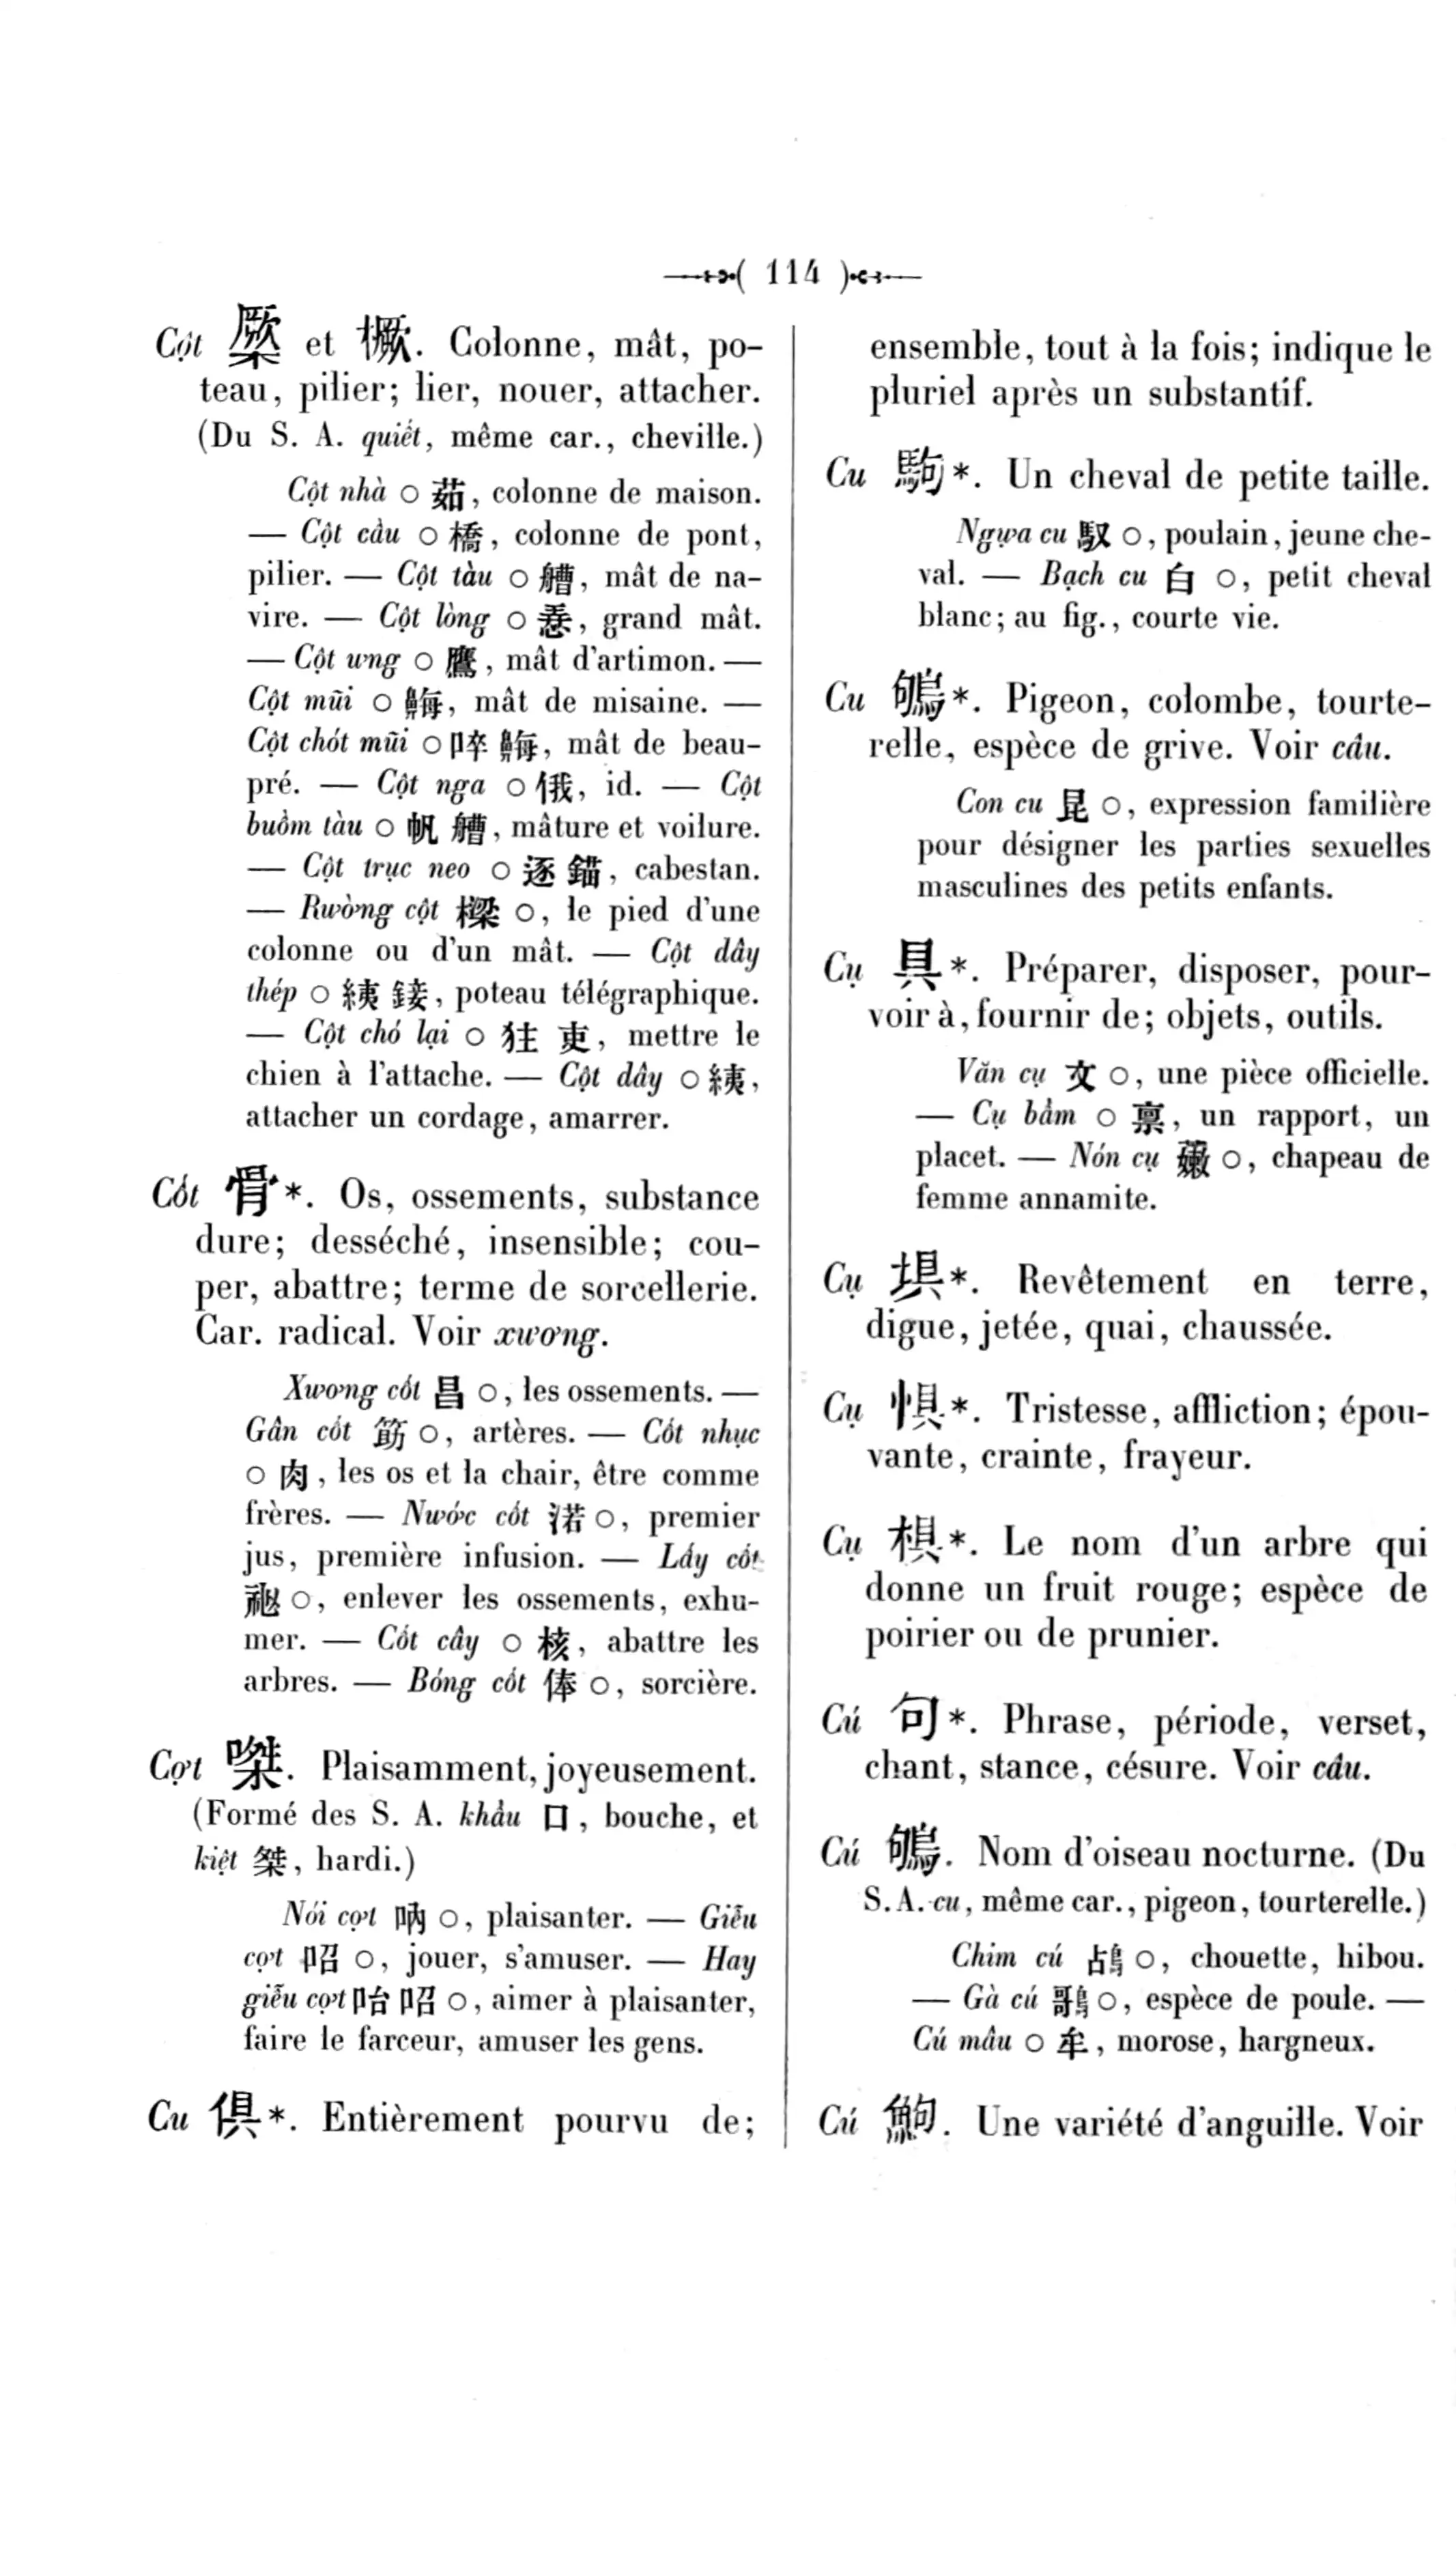 ( 114 )
Cột 橜 et 橛. Colonne, mât, po-
teau, pilier; lier, nouer, attacher.
(Du S. A. quiết, même car., cheville.)
Cột nhà ○ 茹, colonne de maison.
— Cột cầu ○ 橋, colonne de pont,
pilier. — Cột tàu ○ 艚, mât de na-
vire. — Cột lòng ○, grand mât.
— Cột ưng ○ 鷹, mât d'artimon. —
Cột mũi ○, mât de misaine. —
Cột chót mũi ○ 啐, mât de beau-
pré. — Cột nga ○ 俄, id. — Cột
buồm tàu ○ 帆 艚, mâture et voilure.
— Cột trục neo ○ 逐 錨, cabestan.
— Rường cột 樑 ○, le pied d'une
colonne ou d'un mât. — Cột dây
thép ○, poteau télégraphique.
— Cột chó lại ○ 㹥 吏, mettre le
chien à l'attache. — Cột dây ○,
attacher un cordage, amarrer.
Cốt 骨*. Os, ossements, substance
dure; desséché, insensible; cou-
per, abattre; terme de sorcellerie.
Car. radical. Voir xương.
Xương cốt 昌 ○, les ossements. —
Gân cốt 筯 ○, artères. — Cốt nhục
○ 肉, les os et la chair, être comme
frères. — Nước cốt 渃 ○, premier
jus, première infusion. — Lấy cốt
○, enlever les ossements, exhu-
mer. — Cốt cây ○ 核, abattre les
arbres. — Bóng cốt 俸 ○, sorcière.
Cợt 㗫. Plaisamment, joyeusement.
(Formé des S. A. khẩu 口, bouche, et
kiệt 桀, hardi.)
Nói cợt 吶 ○, plaisanter. — Giễu
cợt 㕿 ○, jouer, s'amuser. — Hay
giễu cợt 咍 㕿 ○, aimer à plaisanter,
faire le farceur, amuser les gens.
Cu 俱*. Entièrement pourvu de;
ensemble, tout à la fois; indique le
pluriel après un substantif.
Cu 駒*. Un cheval de petite taille.
Ngựa cu 馭 ○, poulain, jeune che-
val. — Bạch cu 白 ○, petit cheval
blanc; au fig., courte vie.
Cu 鴝*. Pigeon, colombe, tourte-
relle, espèce de grive. Voir câu.
Con cu 昆 ○, expression familière
pour désigner les parties sexuelles
masculines des petits enfants.
Cụ 具*. Préparer, disposer, pour-
voir à, fournir de; objets, outils.
Văn cụ 文 ○, une pièce officielle.
— Cụ bẩm ○ 禀, un rapport, un
placet. — Nón cụ ○, chapeau de
femme annamite.
Cụ 埧*. Revêtement en terre,
digue, jetée, quai, chaussée.
Cụ 惧*. Tristesse, affliction; épou-
vante, crainte, frayeur.
Cụ 椇*. Le nom d'un arbre qui
donne un fruit rouge; espèce de
poirier ou de prunier.
Cú 句*. Phrase, période, verset,
chant, stance, césure. Voir câu.
Cú 鴝. Nom d'oiseau nocturne. (Du
S. A. cu, même car., pigeon, tourterelle.)
Chim cú ○, chouette, hibou.
— Gà cú ○, espèce de poule. —
Cú mâu ○ 牟, morose, hargneux.
Cú 鮈. Une variété d'anguille. Voir